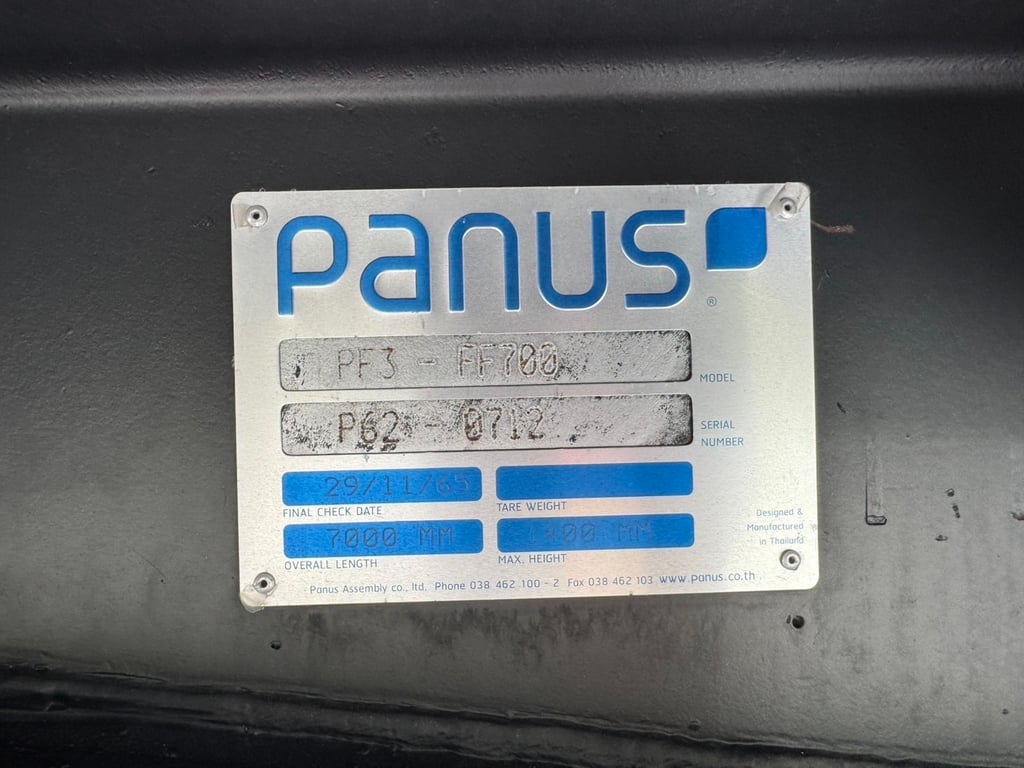 Panus
®
PF3 - FF700
MODEL
P62 - 0712
SERIAL
NUMBER
29/11/65
FINAL CHECK DATE
TARE WEIGHT
7000 MM
MM
OVERALL LENGTH
MAX. HEIGHT
Designed &
Manufactured
in Thailand
Panus Assembly co., ltd. Phone 038 462 100 - 2 Fax 038 462 103 www.panus.co.th